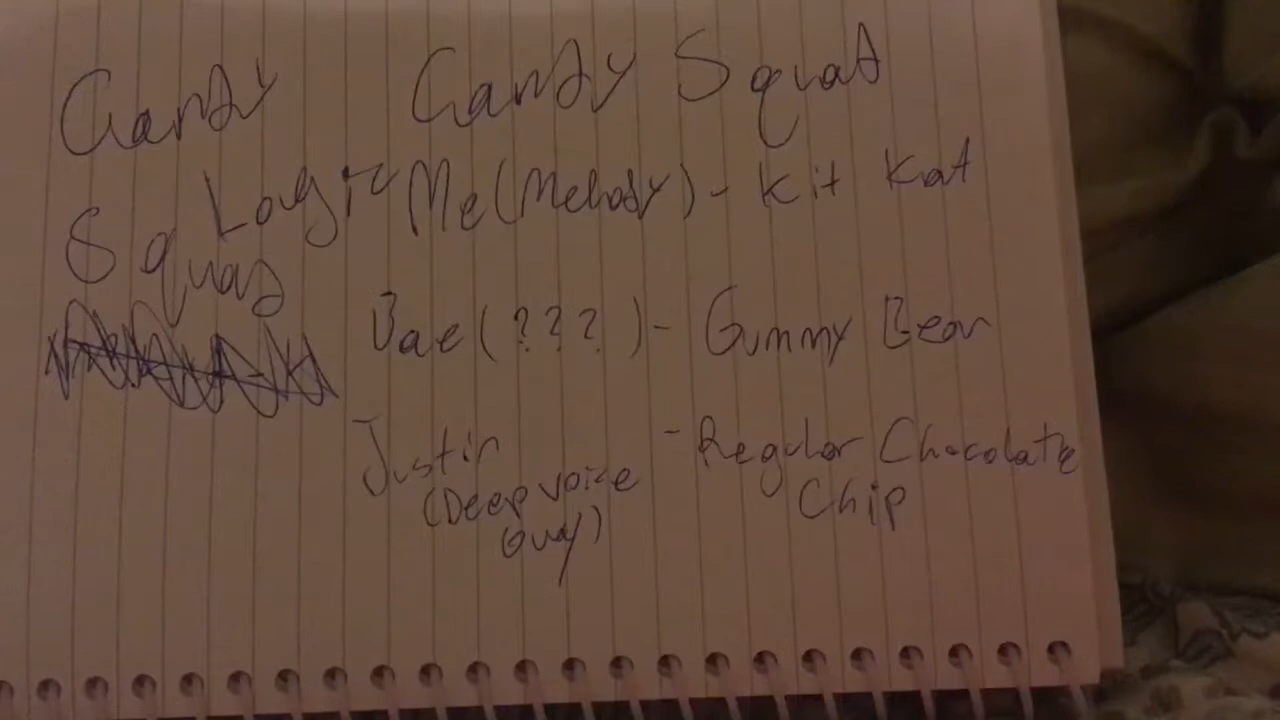 Candy Candy Squad
Logic Me (Melody) - Kit Kat
Squad
Bae (???) - Gummy Bear
Justin - Regular Chocolate
(Deep voice Chip
Guy)